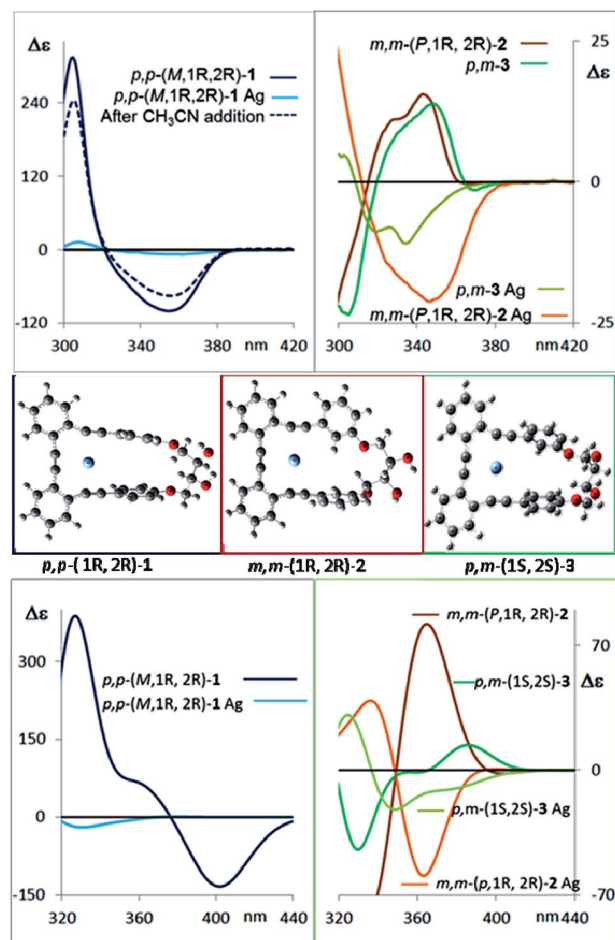 Δε
p,p-(M,1R,2R)-1
p,p-(M,1R,2R)-1 Ag
After CH₃CN addition
240
120
0
-120
300
340
380
nm
420
25
m,m-(P,1R, 2R)-2
p,m-3
Δε
0
p,m-3 Ag
m,m-(P,1R, 2R)-2 Ag
-25
300
340
380
nm
420
p,p-( 1R, 2R)-1
m,m-(1R, 2R)-2
p,m-(1S, 2S)-3
Δε
300
p,p-(M,1R, 2R)-1
p,p-(M,1R, 2R)-1 Ag
150
0
-150
320
360
400
nm
440
m,m-(P,1R, 2R)-2
70
p,m-(1S,2S)-3
Δε
0
p,m-(1S,2S)-3 Ag
m,m-(p,1R, 2R)-2 Ag
-70
320
360
400
nm
440